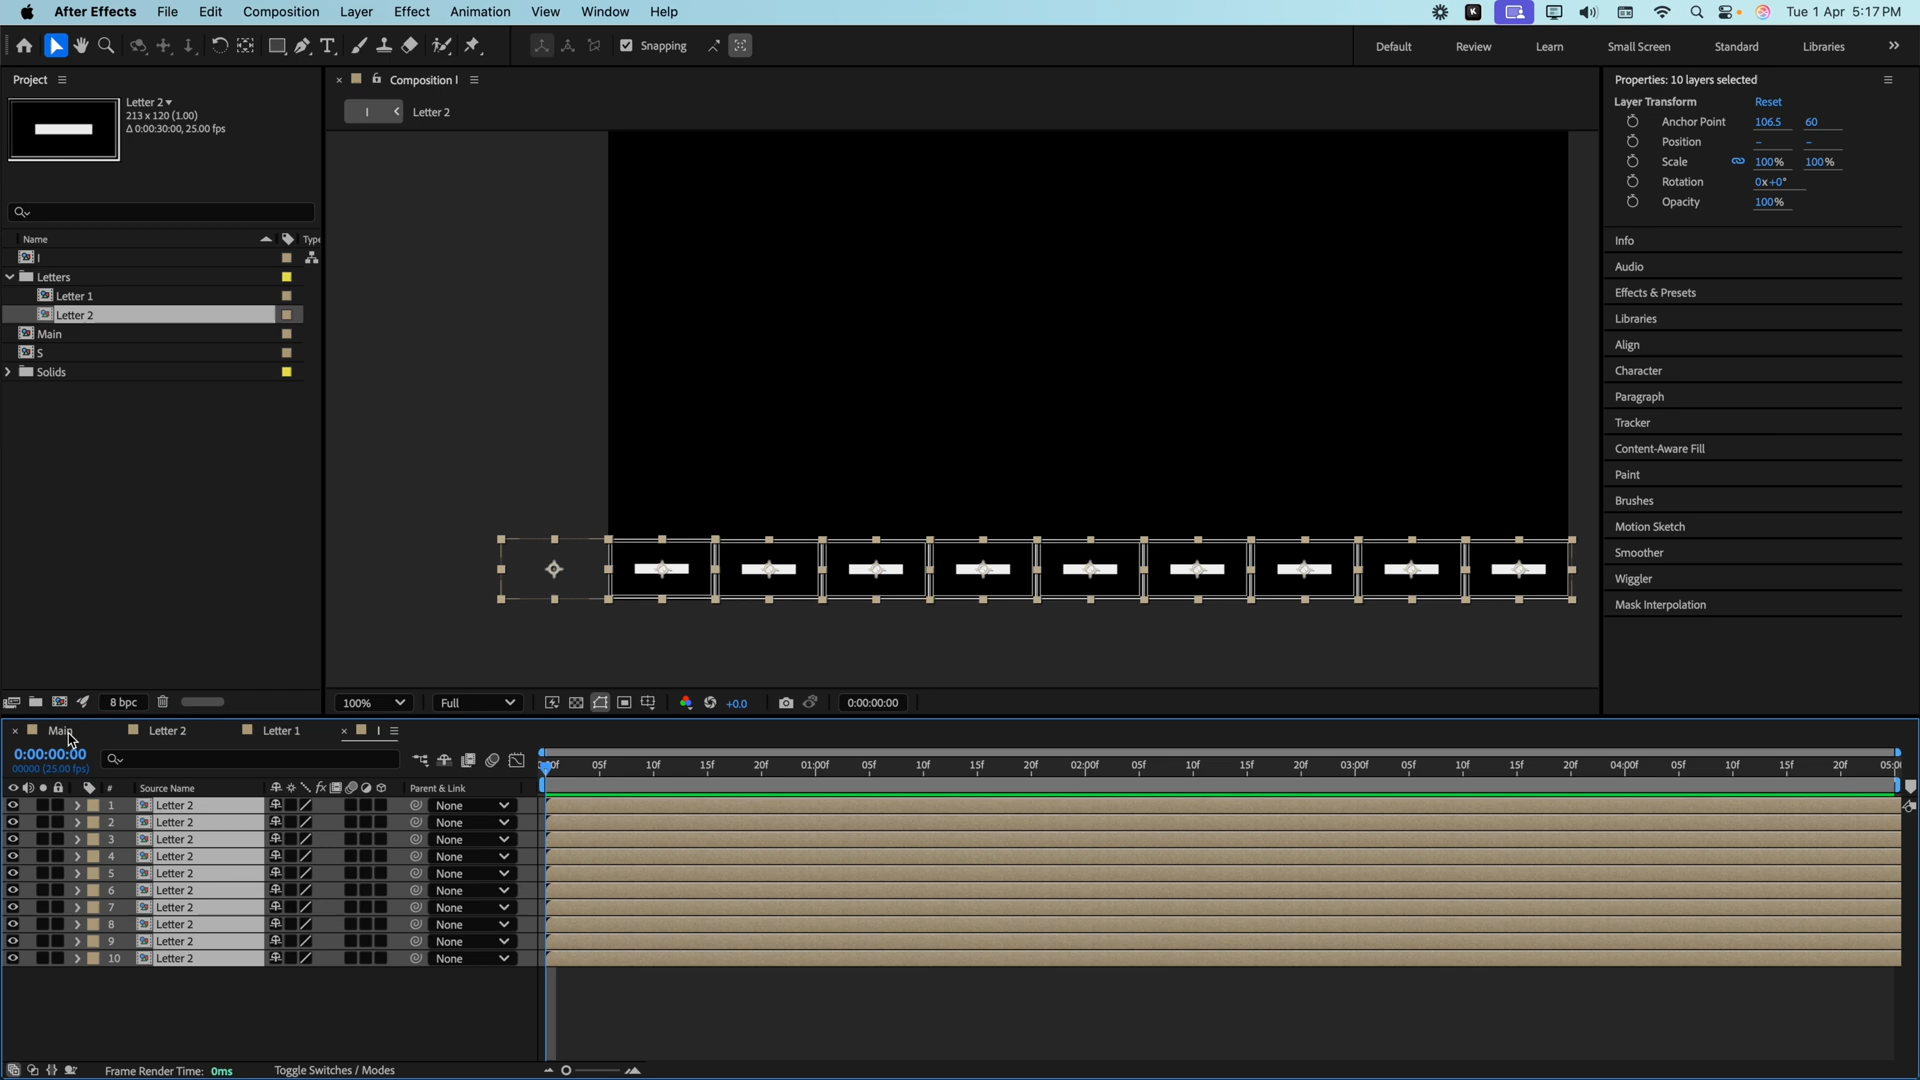 After Effects File Edit Composition Layer Effect Animation View Window Help Tue 1 Apr 5:17 PM
Snapping Default Review Learn Small Screen Standard Libraries
Project Composition I Properties: 10 layers selected
Letter 2
213 x 120 (1.00)
Δ 0:00:30:00, 25.00 fps
I Letter 2
Layer Transform Reset
Anchor Point 106.5 60
Position – –
Scale 100% 100%
Rotation 0x+0°
Opacity 100%
Name Type
I
Letters
Letter 1
Letter 2
Main
S
Solids
Info
Audio
Effects & Presets
Libraries
Align
Character
Paragraph
Tracker
Content-Aware Fill
Paint
Brushes
Motion Sketch
Smoother
Wiggler
Mask Interpolation
8 bpc 100% Full +0.0 0:00:00:00
Main Letter 2 Letter 1 I
0:00:00:00
00000 (25.00 fps)
:00f 05f 10f 15f 20f 01:00f 05f 10f 15f 20f 02:00f 05f 10f 15f 20f 03:00f 05f 10f 15f 20f 04:00f 05f 10f 15f 20f 05:00
# Source Name fx Parent & Link
1 Letter 2 None
2 Letter 2 None
3 Letter 2 None
4 Letter 2 None
5 Letter 2 None
6 Letter 2 None
7 Letter 2 None
8 Letter 2 None
9 Letter 2 None
10 Letter 2 None
Frame Render Time: 0ms Toggle Switches / Modes